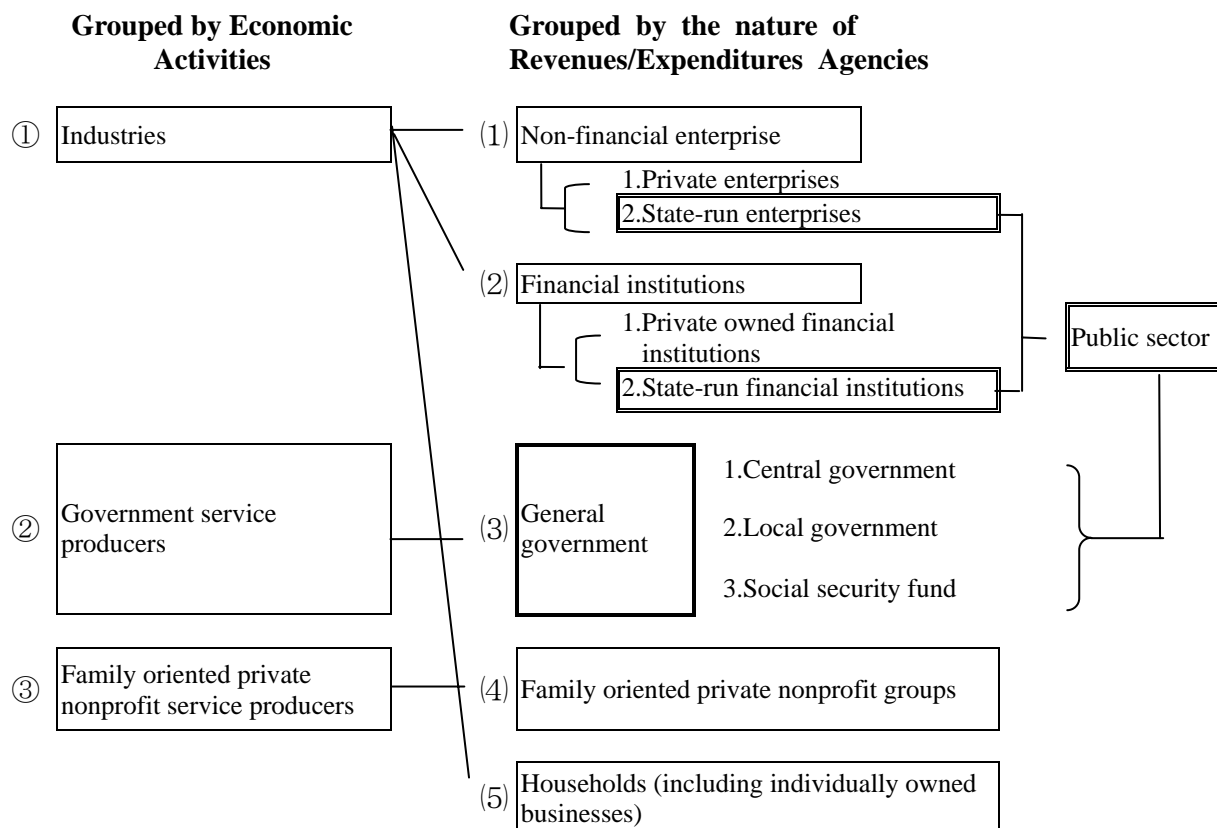 Grouped by Economic
Activities
Grouped by the nature of
Revenues/Expenditures Agencies
① Industries
⑴ Non-financial enterprise
1.Private enterprises
2.State-run enterprises
⑵ Financial institutions
1.Private owned financial
institutions
2.State-run financial institutions
Public sector
② Government service
producers
⑶ General
government
1.Central government
2.Local government
3.Social security fund
③ Family oriented private
nonprofit service producers
⑷ Family oriented private nonprofit groups
⑸ Households (including individually owned
businesses)